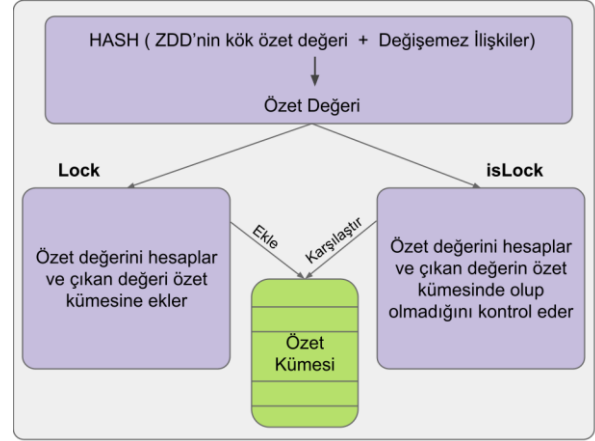 HASH ( ZDD'nin kök özet değeri + Değişemez İlişkiler)
Özet Değeri
Lock
isLock
Özet değerini hesaplar
ve çıkan değeri özet
kümesine ekler
Ekle
Karşılaştır
Özet değerini hesaplar
ve çıkan değerin özet
kümesinde olup
olmadığını kontrol eder
Özet
Kümesi